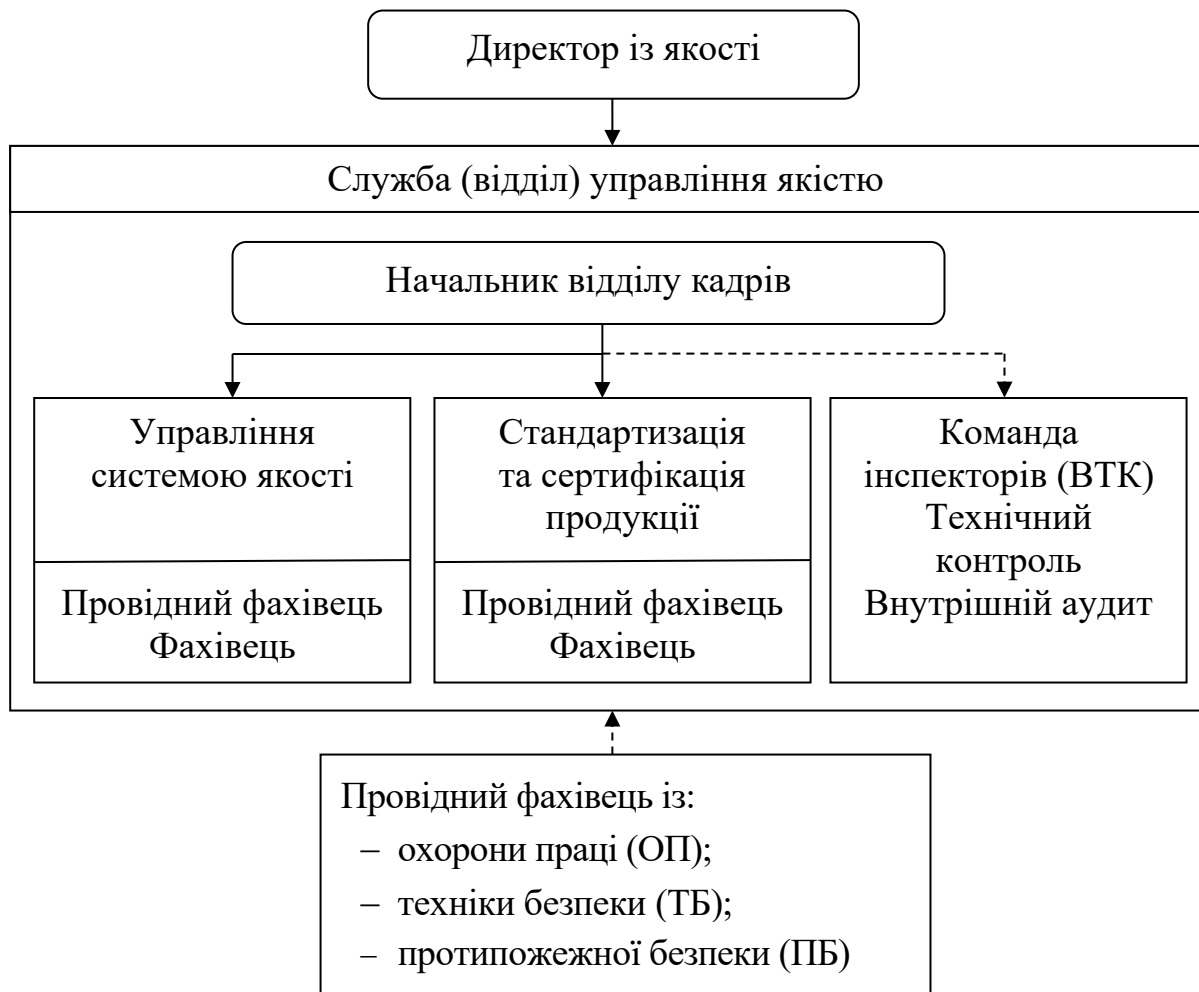 Директор із якості
Служба (відділ) управління якістю
Начальник відділу кадрів
Управління
системою якості
Провідний фахівець
Фахівець
Стандартизація
та сертифікація
продукції
Провідний фахівець
Фахівець
Команда
інспекторів (ВТК)
Технічний
контроль
Внутрішній аудит
Провідний фахівець із:
– охорони праці (ОП);
– техніки безпеки (ТБ);
– протипожежної безпеки (ПБ)